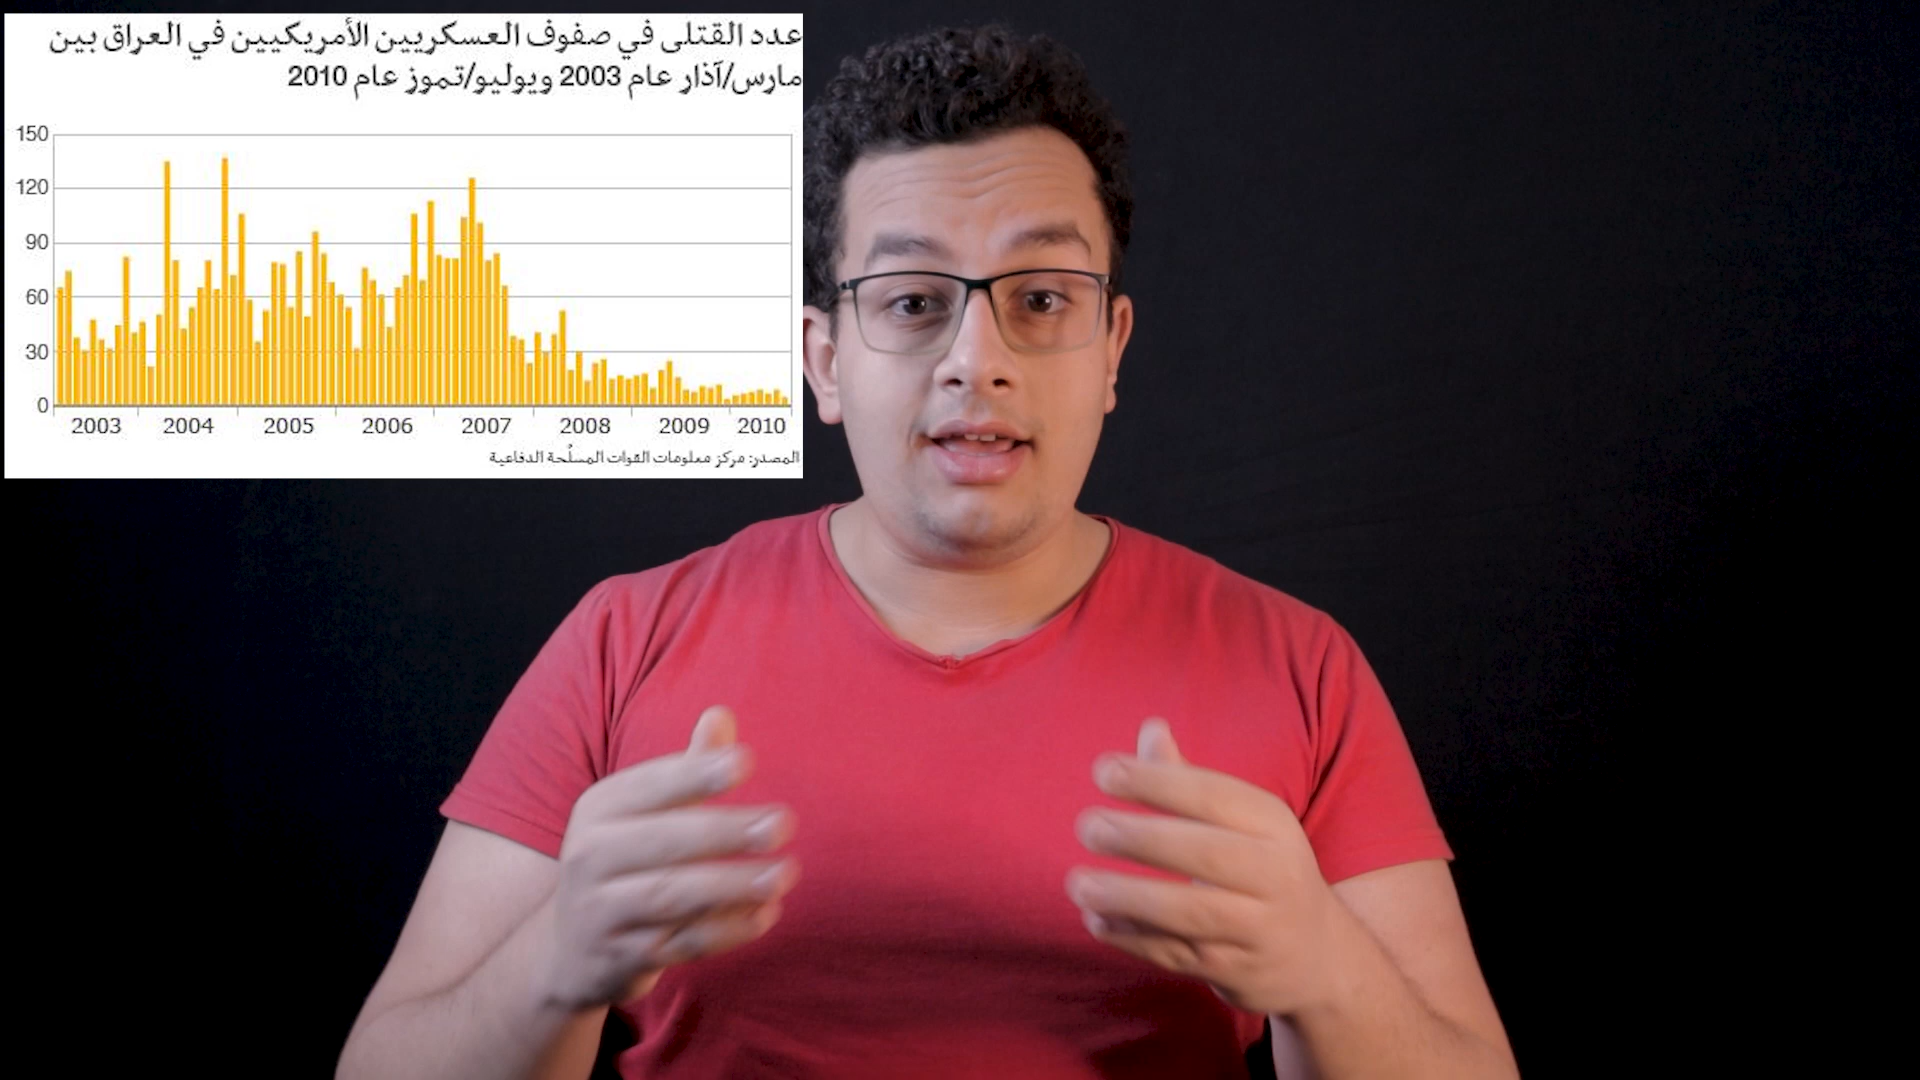 عدد القتلى في صفوف العسكريين الأمريكيين في العراق بين
مارس/آذار عام 2003 ويوليو/تموز عام 2010
150
120
90
60
30
0
2003 2004 2005 2006 2007 2008 2009 2010
المصدر: مركز معلومات القوات المسلّحة الدفاعية